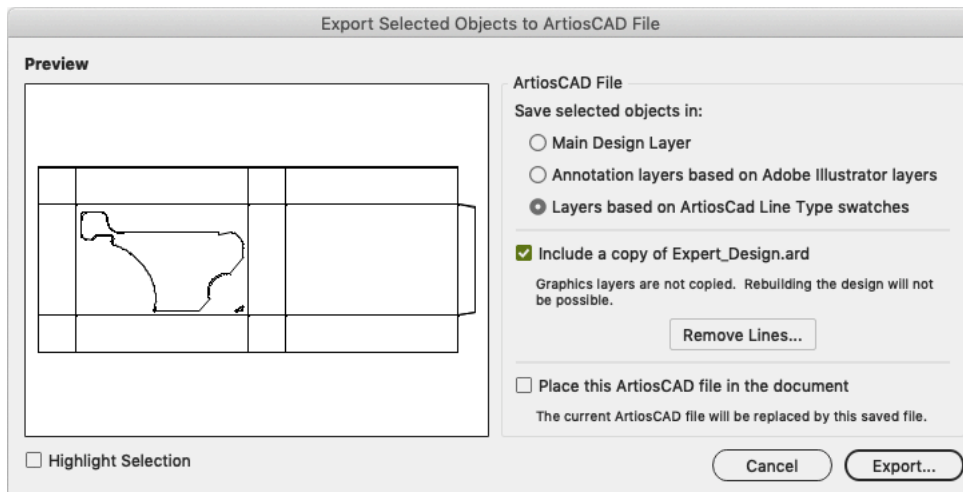 Export Selected Objects to ArtiosCAD File
Preview
ArtiosCAD File
Save selected objects in:
Main Design Layer
Annotation layers based on Adobe Illustrator layers
Layers based on ArtiosCad Line Type swatches
Include a copy of Expert_Design.ard
Graphics layers are not copied. Rebuilding the design will not
be possible.
Remove Lines...
Place this ArtiosCAD file in the document
The current ArtiosCAD file will be replaced by this saved file.
Highlight Selection
Cancel
Export...